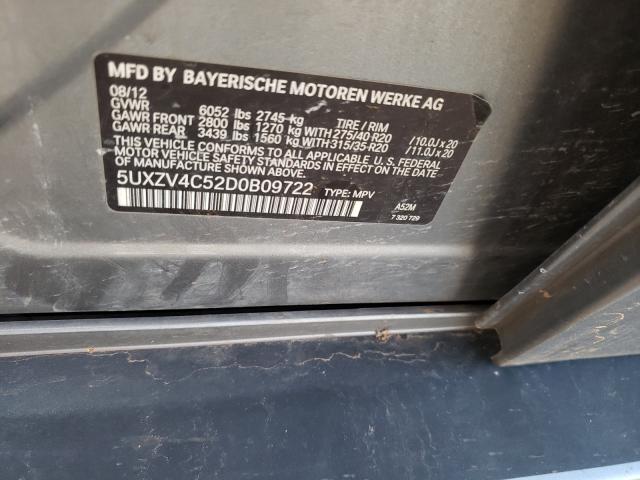 MFD BY BAYERISCHE MOTOREN WERKE AG
08/12
GVWR 6052 lbs 2745 kg TIRE / RIM
GAWR FRONT 2800 lbs 1270 kg WITH 275/40 R20 /10.0J x 20
GAWR REAR 3439 lbs 1560 kg WITH 315/35 R20 /11.0J x 20
THIS VEHICLE CONFORMS TO ALL APPLICABLE U. S. FEDERAL
MOTOR VEHICLE SAFETY STANDARDS IN EFFECT ON THE DATE
OF MANUFACTURE SHOWN ABOVE.
5UXZV4C52D0B09722 TYPE: MPV A52M
7 320 729